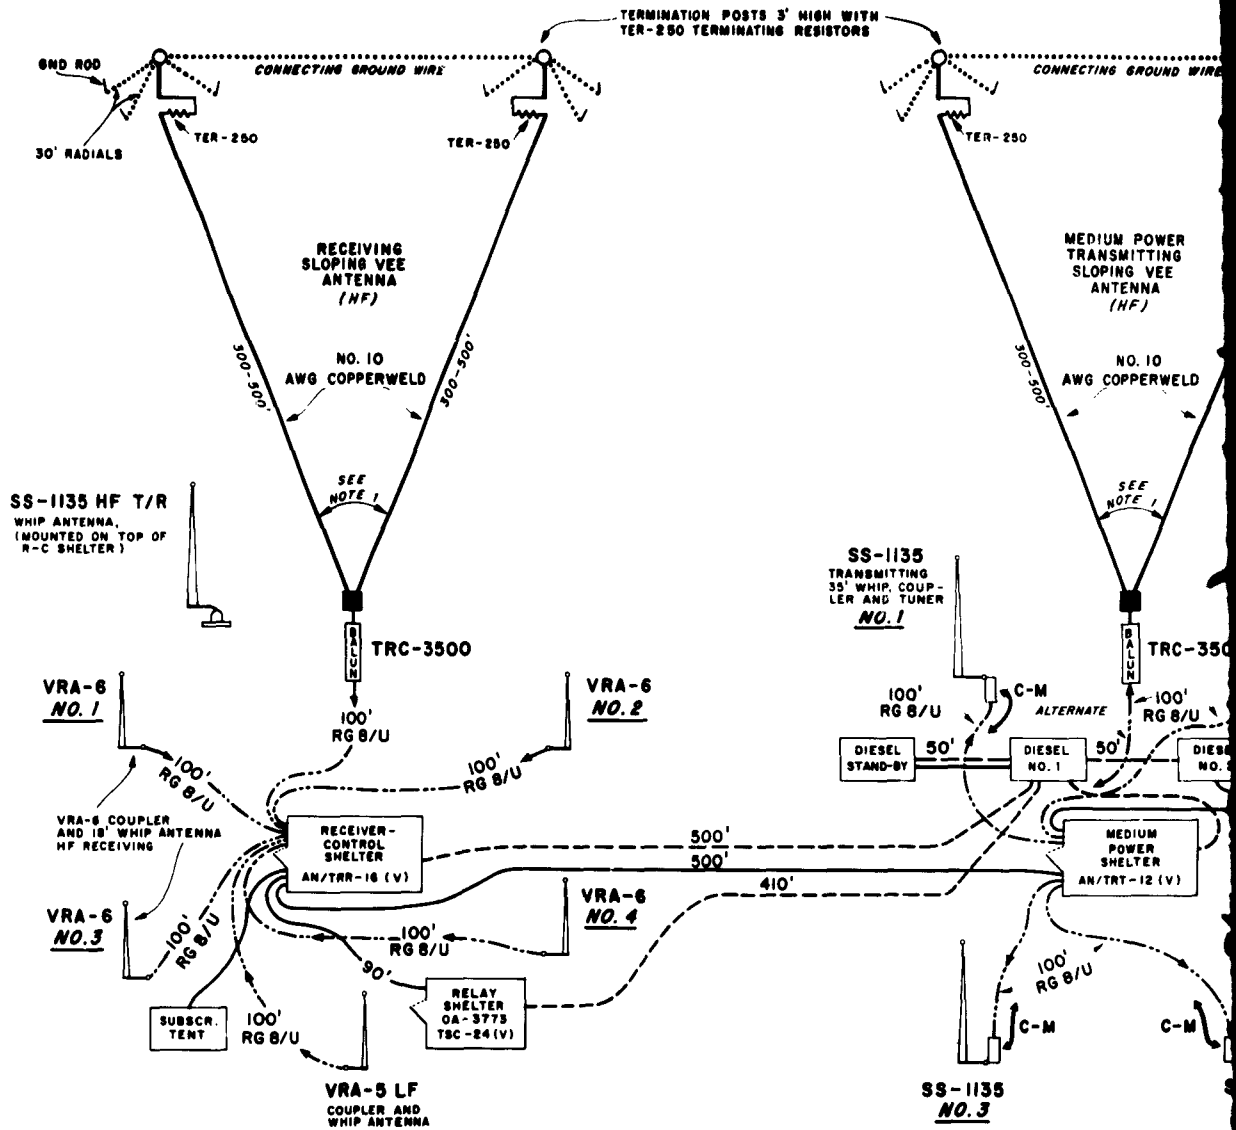 TERMINATION POSTS 3' HIGH WITH
TER-250 TERMINATING RESISTORS
GND ROD
CONNECTING GROUND WIRE
CONNECTING GROUND WIRE
30' RADIALS
TER-250
TER-250
TER-250
RECEIVING
SLOPING VEE
ANTENNA
(HF)
MEDIUM POWER
TRANSMITTING
SLOPING VEE
ANTENNA
(HF)
300-500'
NO. 10
AWG COPPERWELD
300-500'
300-500'
NO. 10
AWG COPPERWELD
SEE
NOTE 1
SEE
NOTE 1
SS-1135 HF T/R
WHIP ANTENNA,
(MOUNTED ON TOP OF
R-C SHELTER)
SS-1135
TRANSMITTING
35' WHIP, COUP-
LER AND TUNER
NO. 1
BALUN
TRC-3500
BALUN
TRC-350
VRA-6
NO. 1
100'
RG 8/U
VRA-6
NO. 2
100'
RG 8/U
C-M
ALTERNATE
100'
RG 8/U
100'
RG 8/U
100'
RG 8/U
DIESEL
STAND-BY
50'
DIESEL
NO. 1
50'
DIESE
NO.
VRA-6 COUPLER
AND 18' WHIP ANTENNA
HF RECEIVING
RECEIVER-
CONTROL
SHELTER
AN/TRR-16 (V)
500'
500'
410'
MEDIUM
POWER
SHELTER
AN/TRT-12 (V)
VRA-6
NO. 3
100'
RG 8/U
100'
RG 8/U
VRA-6
NO. 4
90'
100'
RG 8/U
SUBSCR.
TENT
100'
RG 8/U
RELAY
SHELTER
OA-3773
TSC-24(V)
C-M
C-M
VRA-5 LF
COUPLER AND
WHIP ANTENNA
SS-1135
NO. 3